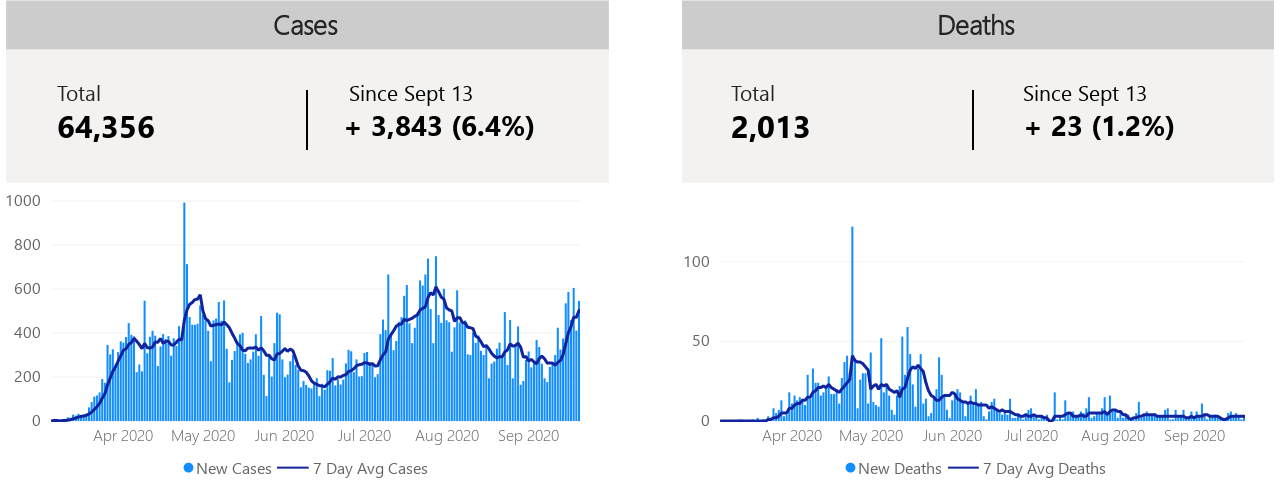 Cases
Total
64,356
Since Sept 13
+ 3,843 (6.4%)
1000
800
600
400
200
0
Apr 2020 May 2020 Jun 2020 Jul 2020 Aug 2020 Sep 2020
New Cases 7 Day Avg Cases
Deaths
Total
2,013
Since Sept 13
+ 23 (1.2%)
100
50
0
Apr 2020 May 2020 Jun 2020 Jul 2020 Aug 2020 Sep 2020
New Deaths 7 Day Avg Deaths